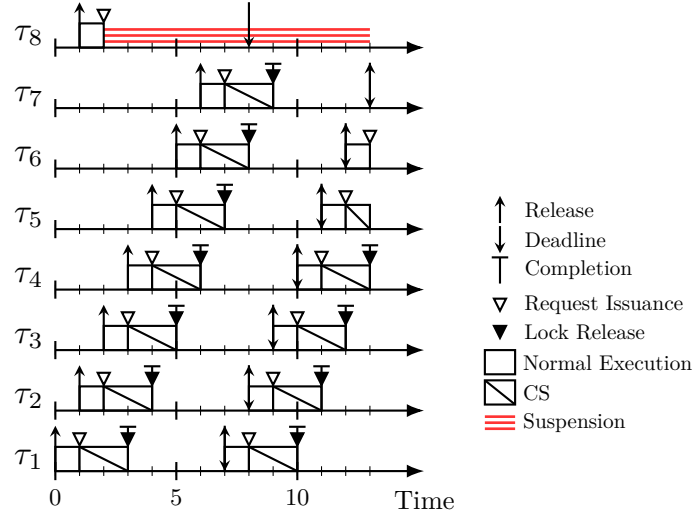 τ8
τ7
τ6
τ5
τ4
τ3
τ2
τ1
0 5 10 Time
Release
Deadline
Completion
Request Issuance
Lock Release
Normal Execution
CS
Suspension